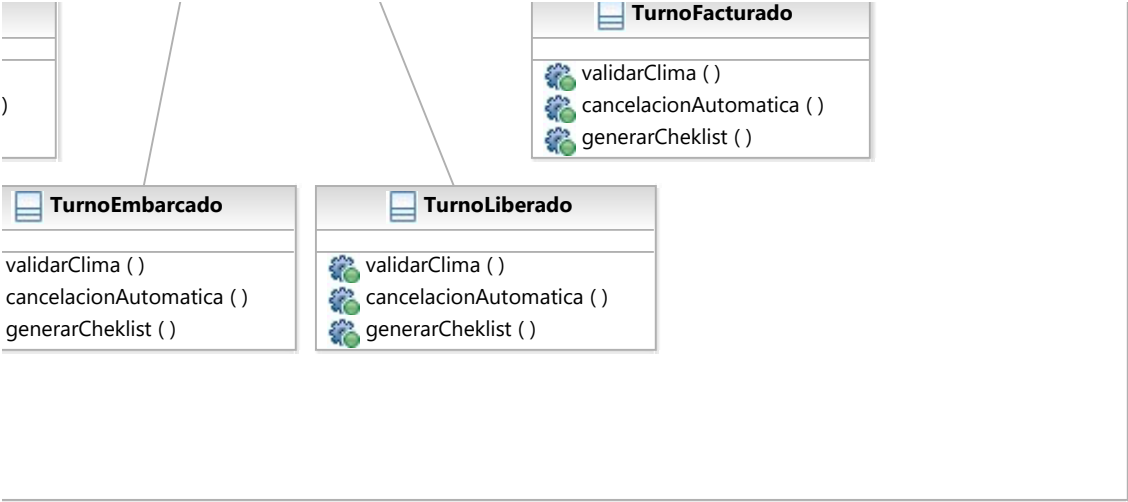 TurnoFacturado
validarClima ( )
cancelacionAutomatica ( )
generarCheklist ( )
)
TurnoEmbarcado
validarClima ( )
cancelacionAutomatica ( )
generarCheklist ( )
TurnoLiberado
validarClima ( )
cancelacionAutomatica ( )
generarCheklist ( )